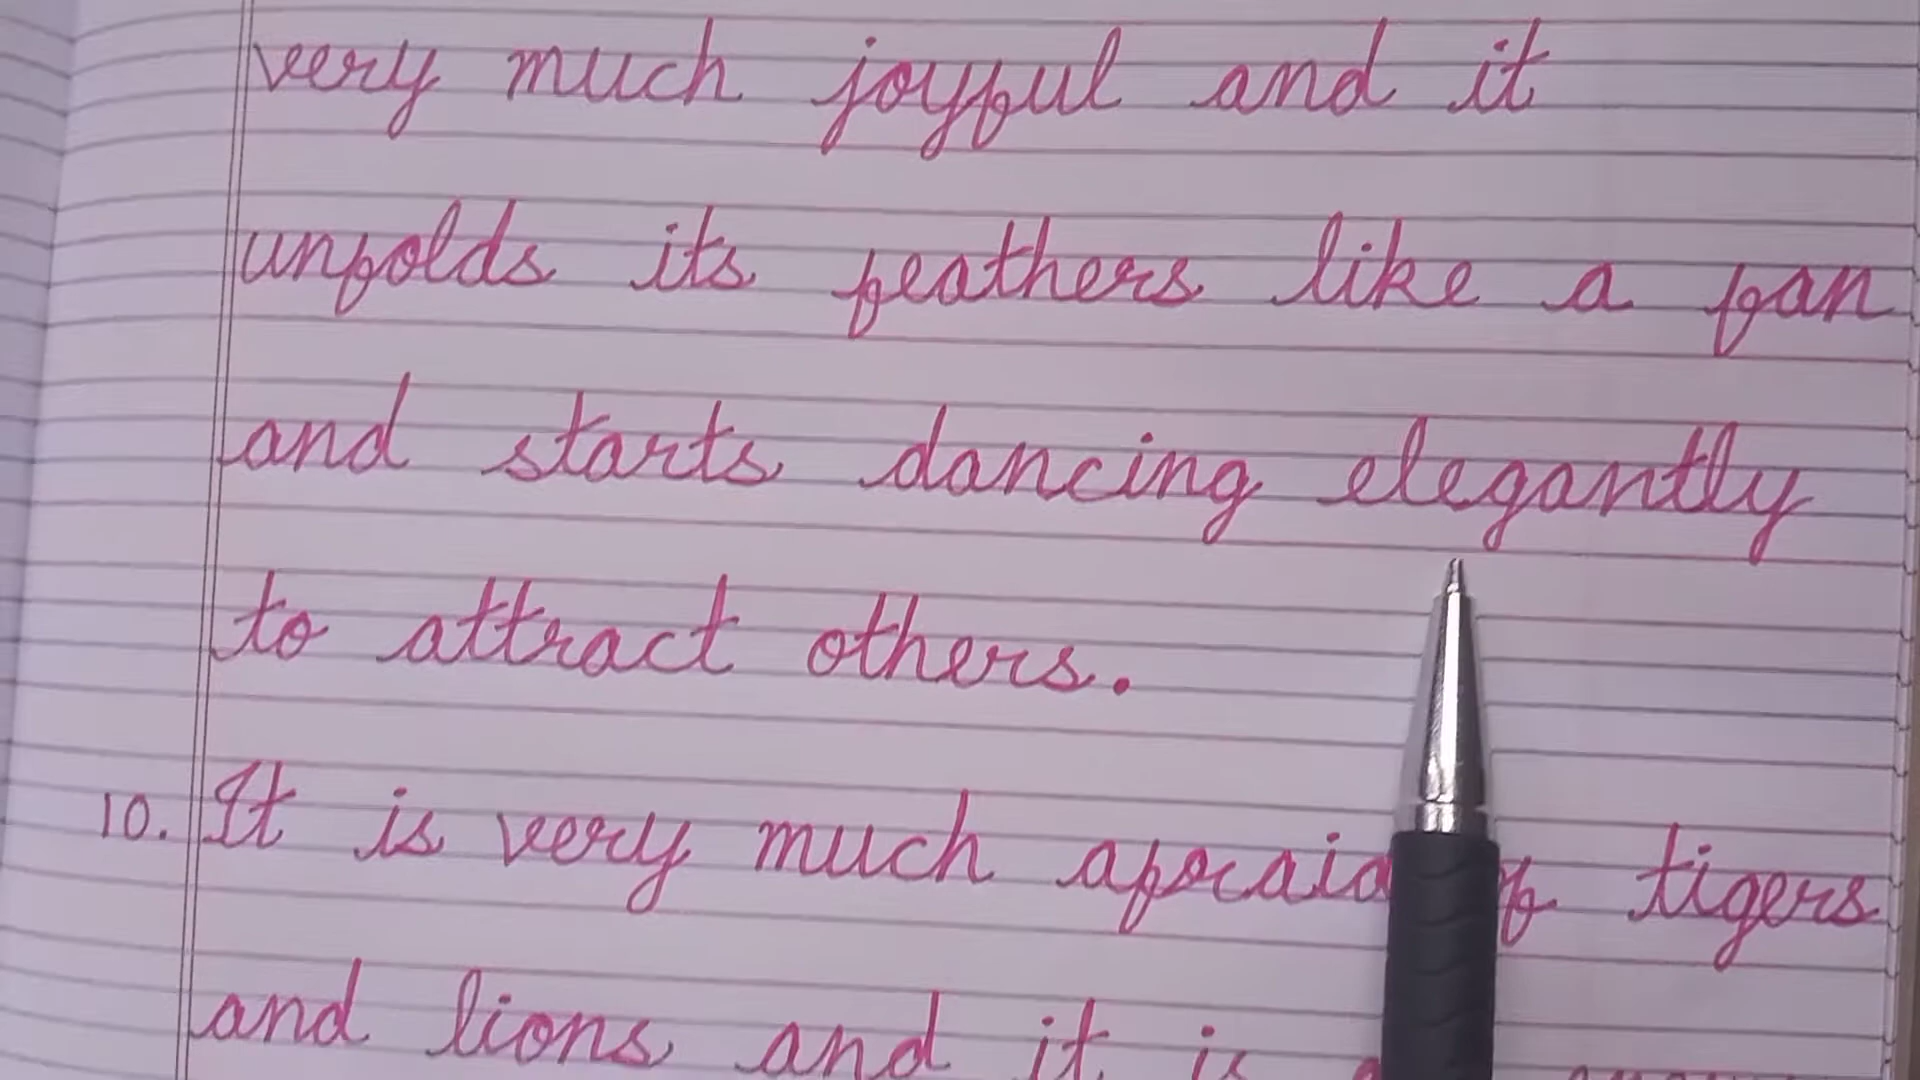 very much joyful and it
unfolds its feathers like a fan
and starts dancing elegantly
to attract others.
10. It is very much afraid of tigers
and lions and it is